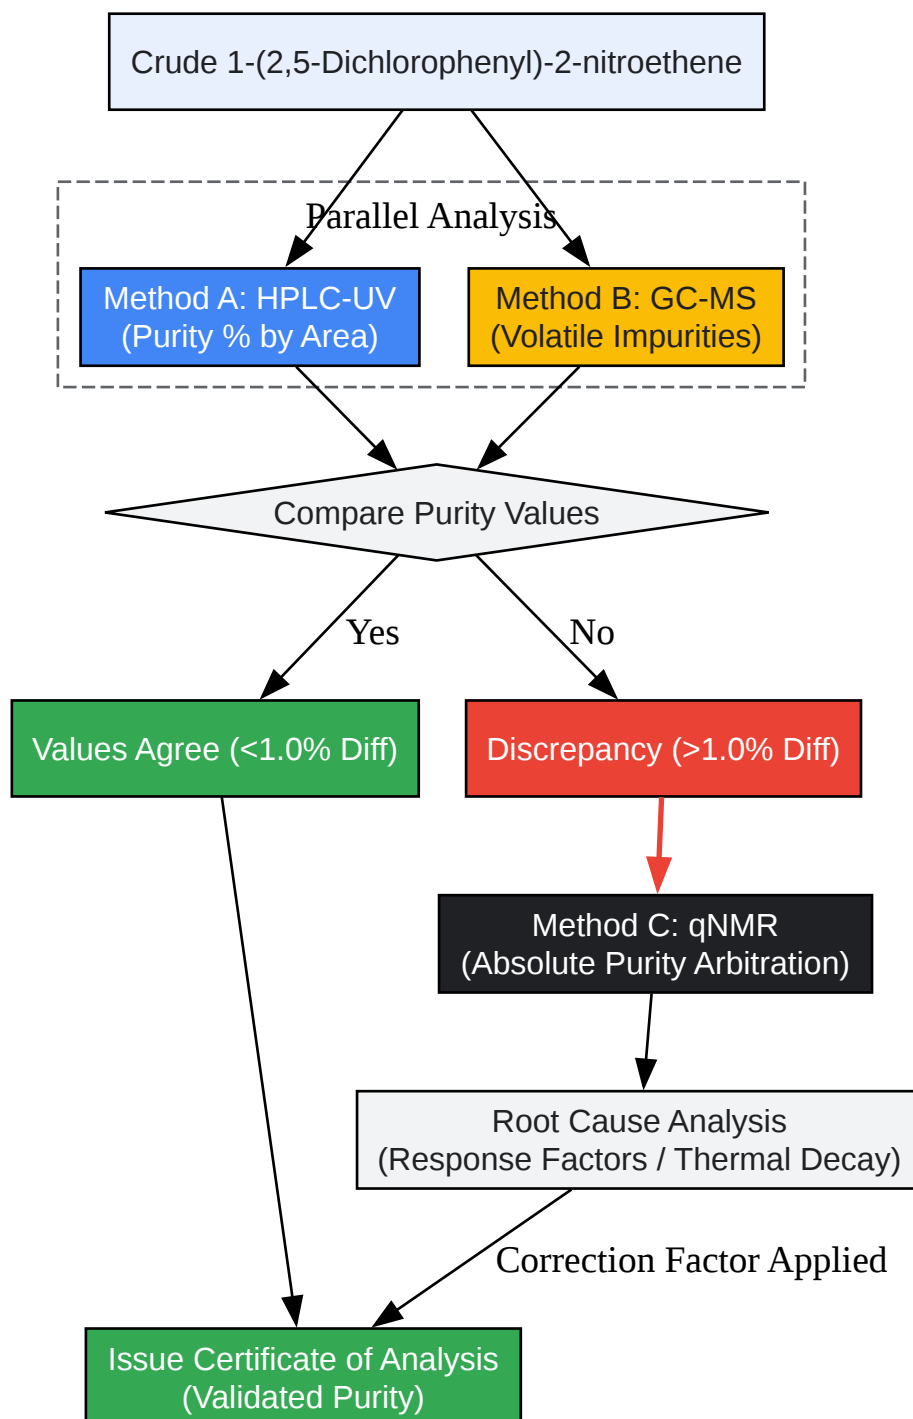 Crude 1-(2,5-Dichlorophenyl)-2-nitroethene
Parallel Analysis
Method A: HPLC-UV
(Purity % by Area)
Method B: GC-MS
(Volatile Impurities)
Compare Purity Values
Yes
No
Values Agree (<1.0% Diff)
Discrepancy (>1.0% Diff)
Method C: qNMR
(Absolute Purity Arbitration)
Root Cause Analysis
(Response Factors / Thermal Decay)
Correction Factor Applied
Issue Certificate of Analysis
(Validated Purity)